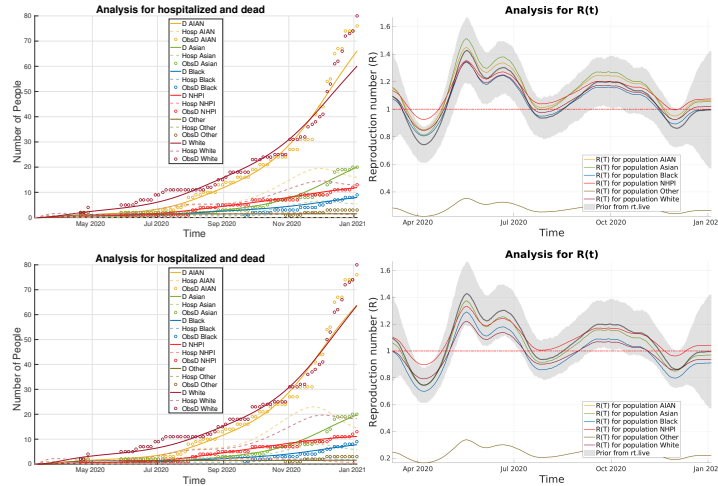 Analysis for hospitalized and dead
Number of People
80
70
60
50
40
30
20
10
0
D AIAN
Hosp AIAN
ObsD AIAN
D Asian
Hosp Asian
ObsD Asian
D Black
Hosp Black
ObsD Black
D NHPI
Hosp NHPI
ObsD NHPI
D Other
Hosp Other
ObsD Other
D White
Hosp White
ObsD White
May 2020
Jul 2020
Sep 2020
Nov 2020
Jan 2021
Time
Analysis for R(t)
Reproduction number (R)
1.6
1.4
1.2
1
0.8
0.6
0.4
R(T) for population AIAN
R(T) for population Asian
R(T) for population Black
R(T) for population NHPI
R(T) for population Other
R(T) for population White
Prior from rt.live
Apr 2020
Jul 2020
Oct 2020
Jan 202
Time
Analysis for hospitalized and dead
Number of People
80
70
60
50
40
30
20
10
0
D AIAN
Hosp AIAN
ObsD AIAN
D Asian
Hosp Asian
ObsD Asian
D Black
Hosp Black
ObsD Black
D NHPI
Hosp NHPI
ObsD NHPI
D Other
Hosp Other
ObsD Other
D White
Hosp White
ObsD White
May 2020
Jul 2020
Sep 2020
Nov 2020
Jan 2021
Time
Analysis for R(t)
Reproduction number (R)
1.6
1.4
1.2
1
0.8
0.6
0.4
0.2
R(T) for population AIAN
R(T) for population Asian
R(T) for population Black
R(T) for population NHPI
R(T) for population Other
R(T) for population White
Prior from rt.live
Apr 2020
Jul 2020
Oct 2020
Jan 202
Time